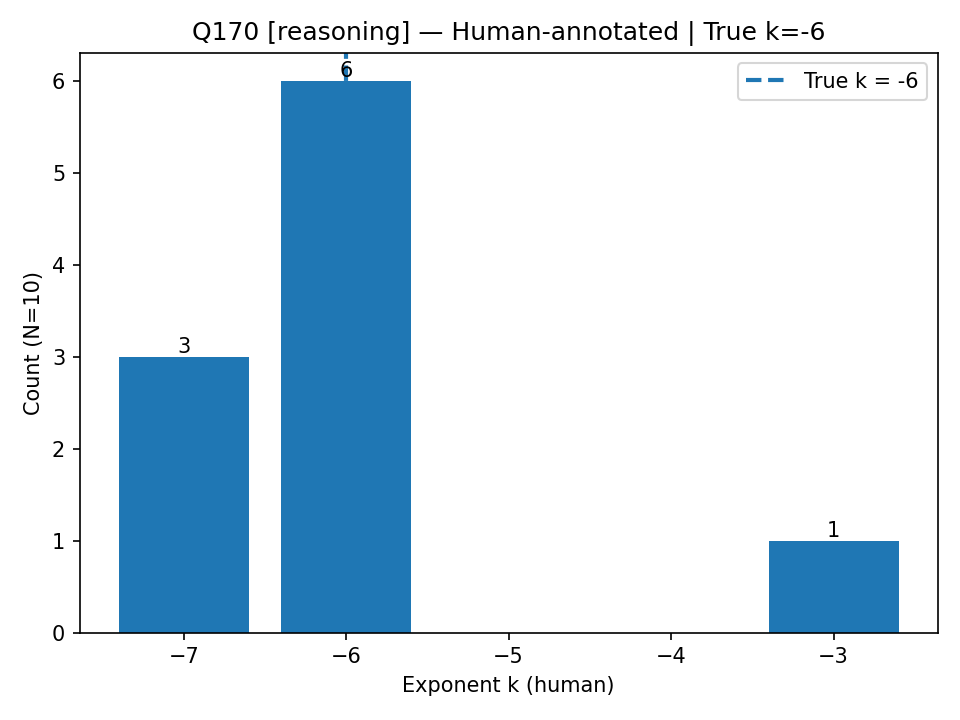 Q170 [reasoning] — Human-annotated | True k=-6
True k = -6
6
3
1
6
5
4
3
2
1
0
Count (N=10)
−7 −6 −5 −4 −3
Exponent k (human)